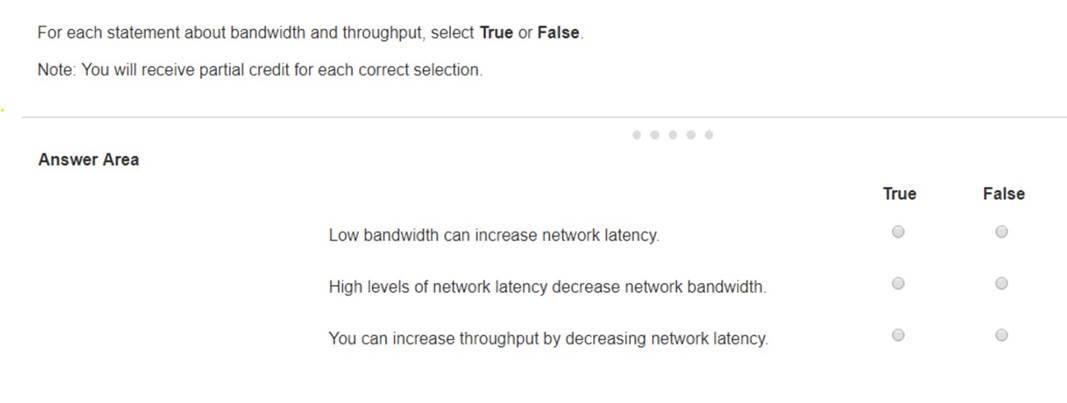 For each statement about bandwidth and throughput, select True or False.
Note: You will receive partial credit for each correct selection.
Answer Area
True False
Low bandwidth can increase network latency.
High levels of network latency decrease network bandwidth.
You can increase throughput by decreasing network latency.